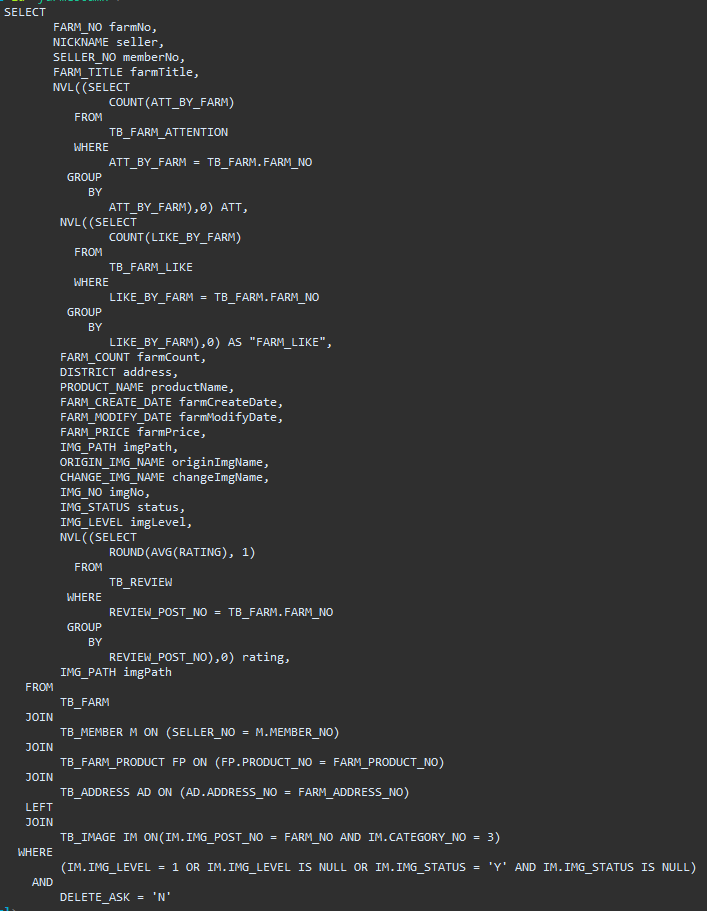 SELECT
FARM_NO farmNo,
NICKNAME seller,
SELLER_NO memberNo,
FARM_TITLE farmTitle,
NVL((SELECT
COUNT(ATT_BY_FARM)
FROM
TB_FARM_ATTENTION
WHERE
ATT_BY_FARM = TB_FARM.FARM_NO
GROUP
BY
ATT_BY_FARM),0) ATT,
NVL((SELECT
COUNT(LIKE_BY_FARM)
FROM
TB_FARM_LIKE
WHERE
LIKE_BY_FARM = TB_FARM.FARM_NO
GROUP
BY
LIKE_BY_FARM),0) AS "FARM_LIKE",
FARM_COUNT farmCount,
DISTRICT address,
PRODUCT_NAME productName,
FARM_CREATE_DATE farmCreateDate,
FARM_MODIFY_DATE farmModifyDate,
FARM_PRICE farmPrice,
IMG_PATH imgPath,
ORIGIN_IMG_NAME originImgName,
CHANGE_IMG_NAME changeImgName,
IMG_NO imgNo,
IMG_STATUS status,
IMG_LEVEL imgLevel,
NVL((SELECT
ROUND(AVG(RATING), 1)
FROM
TB_REVIEW
WHERE
REVIEW_POST_NO = TB_FARM.FARM_NO
GROUP
BY
REVIEW_POST_NO),0) rating,
IMG_PATH imgPath
FROM
TB_FARM
JOIN
TB_MEMBER M ON (SELLER_NO = M.MEMBER_NO)
JOIN
TB_FARM_PRODUCT FP ON (FP.PRODUCT_NO = FARM_PRODUCT_NO)
JOIN
TB_ADDRESS AD ON (AD.ADDRESS_NO = FARM_ADDRESS_NO)
LEFT
JOIN
TB_IMAGE IM ON(IM.IMG_POST_NO = FARM_NO AND IM.CATEGORY_NO = 3)
WHERE
(IM.IMG_LEVEL = 1 OR IM.IMG_LEVEL IS NULL OR IM.IMG_STATUS = 'Y' AND IM.IMG_STATUS IS NULL)
AND
DELETE_ASK = 'N'